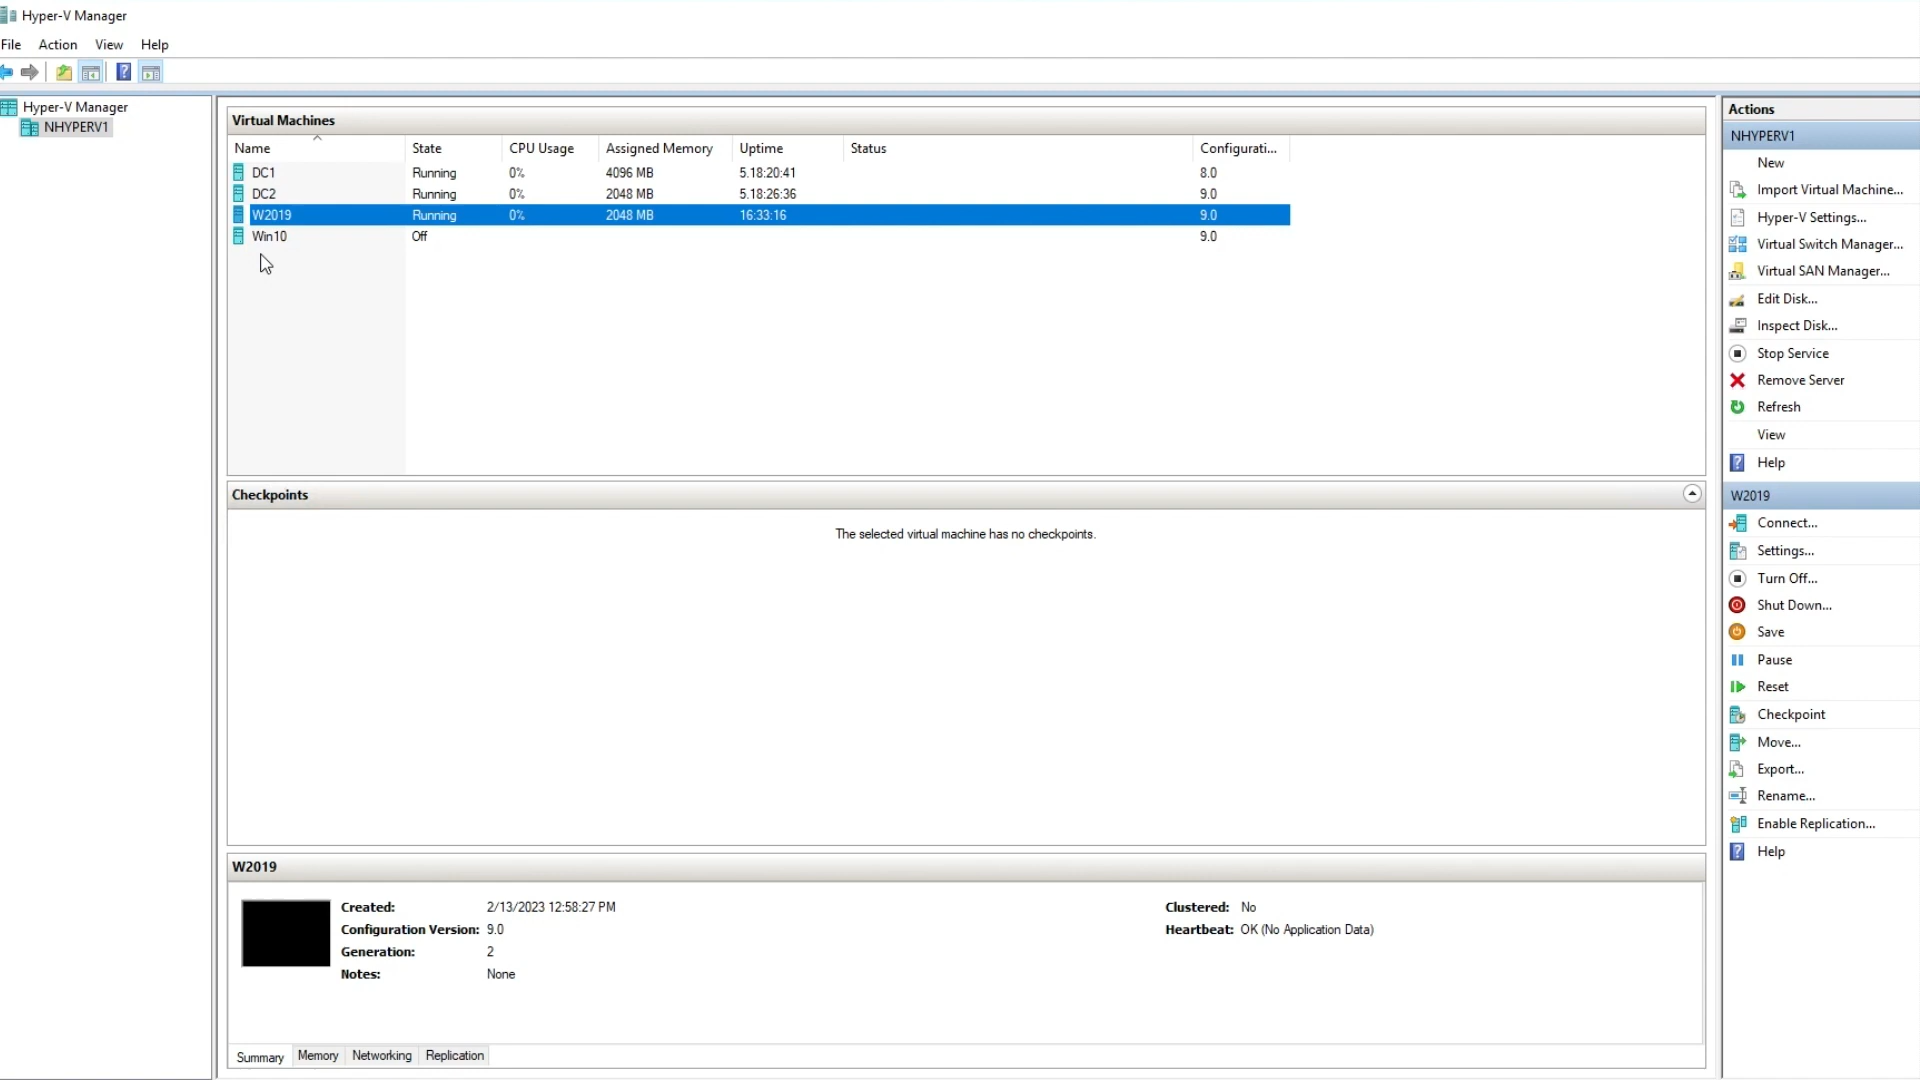 Hyper-V Manager
File Action View Help
Hyper-V Manager
NHYPERV1
Virtual Machines
Name State CPU Usage Assigned Memory Uptime Status Configurati...
DC1 Running 0% 4096 MB 5.18:20:41 8.0
DC2 Running 0% 2048 MB 5.18:26:36 9.0
W2019 Running 0% 2048 MB 16:33:16 9.0
Win10 Off 9.0
Checkpoints
The selected virtual machine has no checkpoints.
W2019
Created: 2/13/2023 12:58:27 PM Clustered: No
Configuration Version: 9.0 Heartbeat: OK (No Application Data)
Generation: 2
Notes: None
Summary Memory Networking Replication
Actions
NHYPERV1
New
Import Virtual Machine...
Hyper-V Settings...
Virtual Switch Manager...
Virtual SAN Manager...
Edit Disk...
Inspect Disk...
Stop Service
Remove Server
Refresh
View
Help
W2019
Connect...
Settings...
Turn Off...
Shut Down...
Save
Pause
Reset
Checkpoint
Move...
Export...
Rename...
Enable Replication...
Help